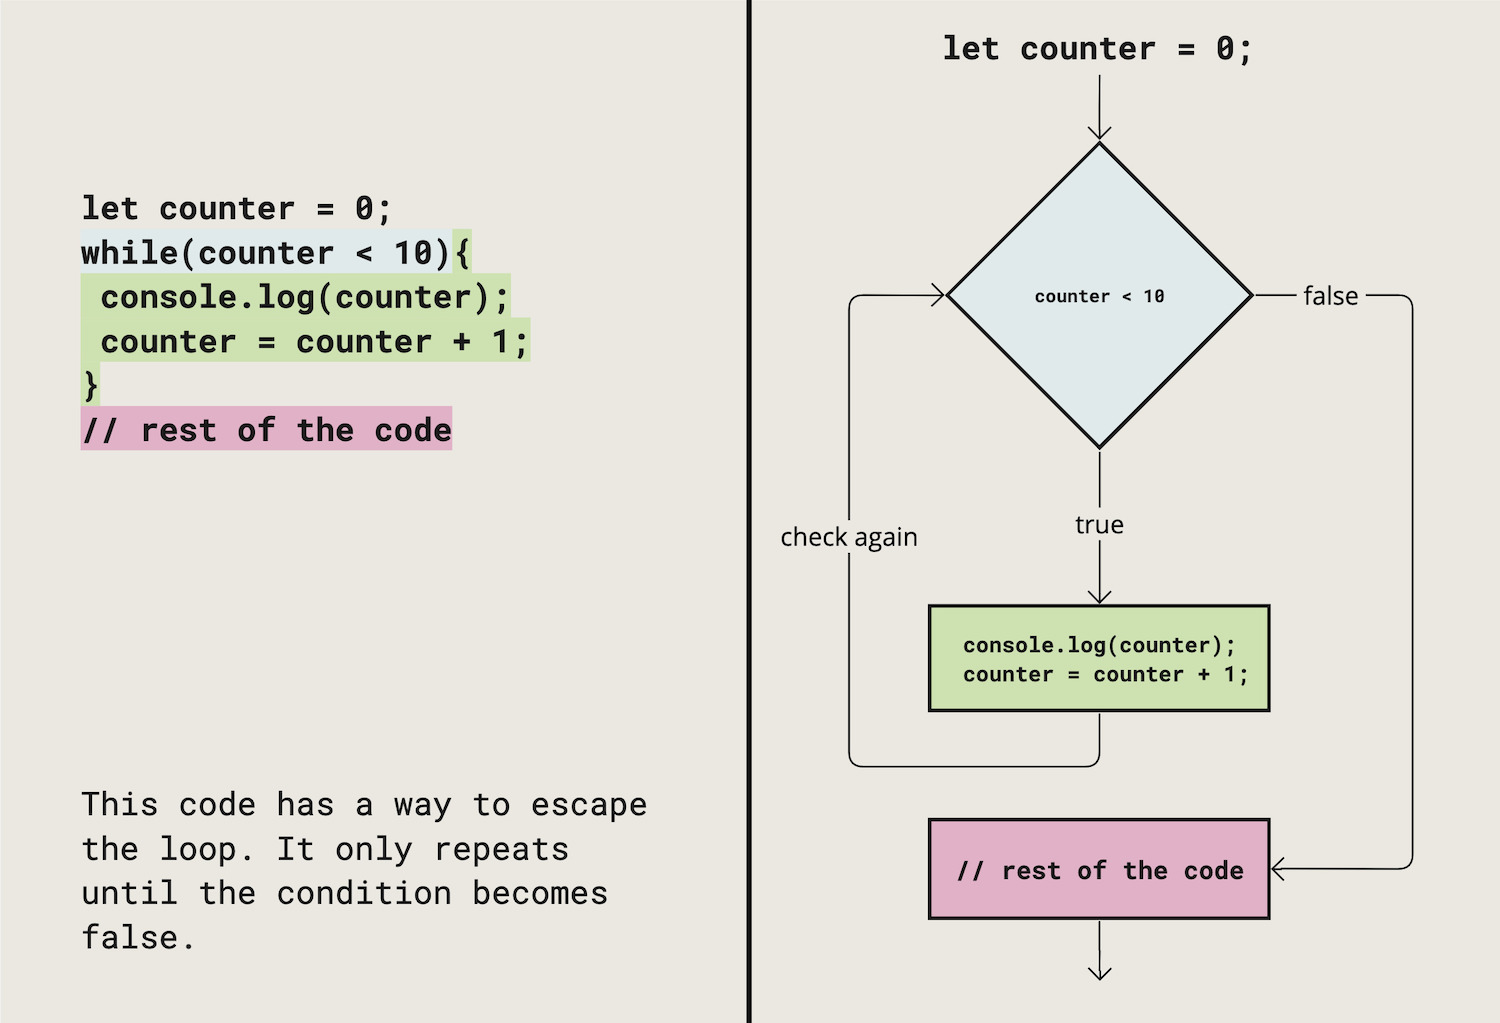 let counter = 0;
while(counter < 10){
 console.log(counter);
 counter = counter + 1;
}
// rest of the code
This code has a way to escape
the loop. It only repeats
until the condition becomes
false.
let counter = 0;
counter < 10
false
true
check again
console.log(counter);
counter = counter + 1;
// rest of the code